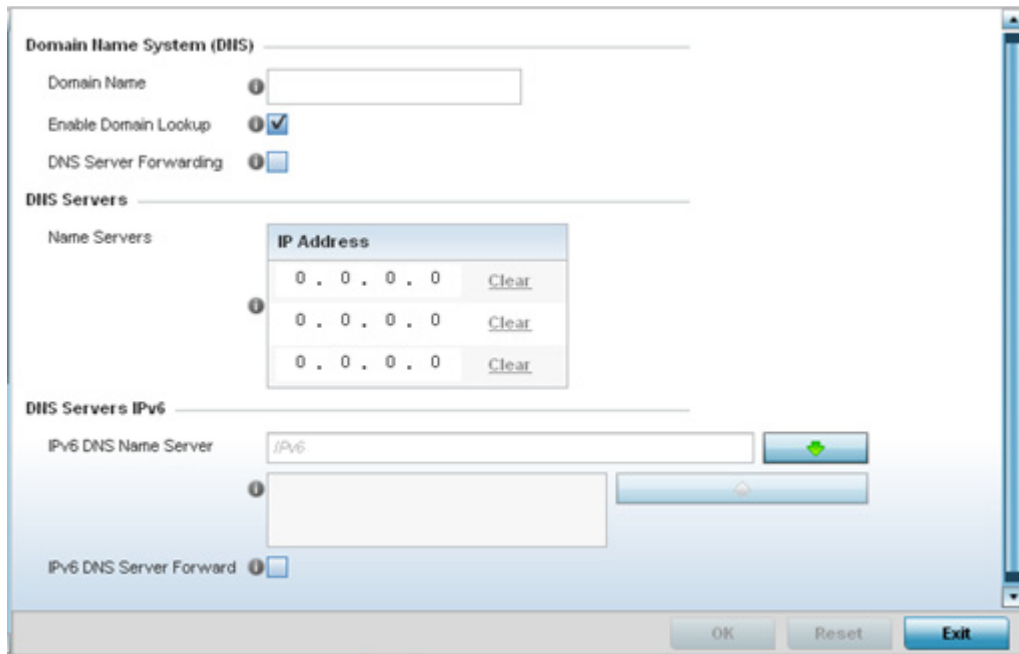 Domain Name System (DNS)
Domain Name
Enable Domain Lookup
DNS Server Forwarding
DNS Servers
Name Servers
IP Address
0 . 0 . 0 . 0 Clear
0 . 0 . 0 . 0 Clear
0 . 0 . 0 . 0 Clear
DNS Servers IPv6
IPv6 DNS Name Server
IPv6
IPv6 DNS Server Forward
OK Reset Exit